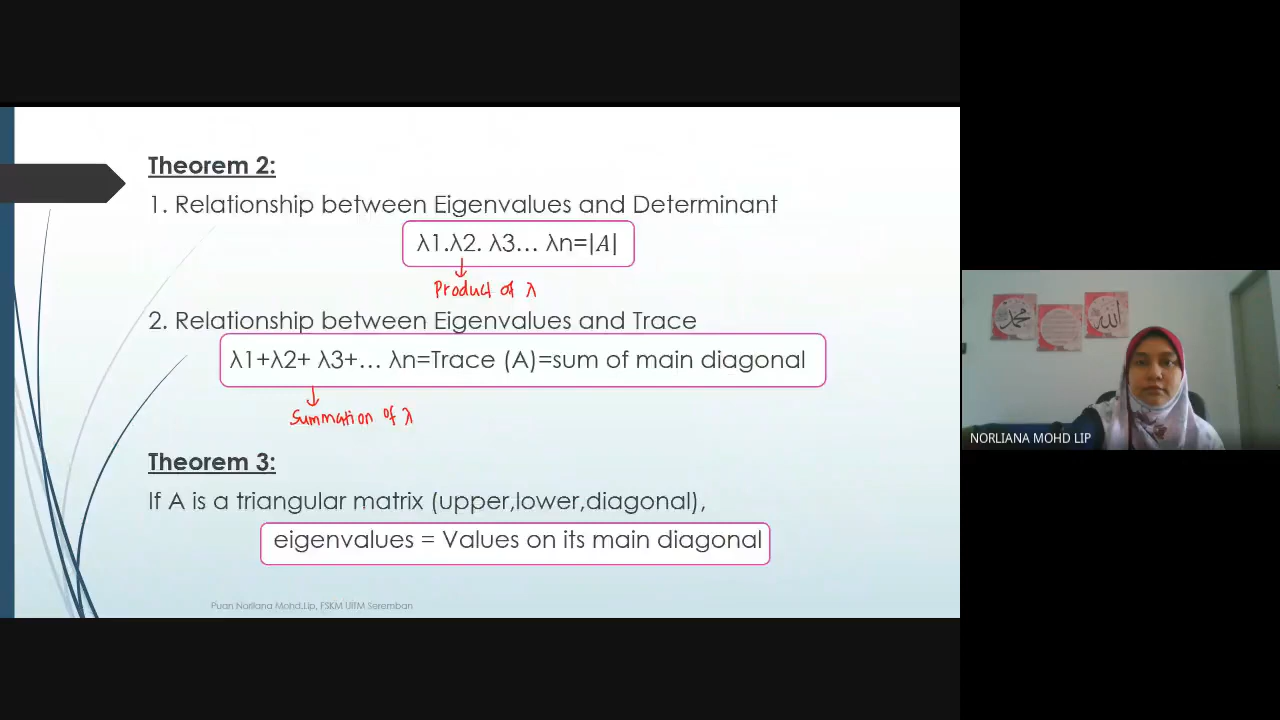 Theorem 2:
1. Relationship between Eigenvalues and Determinant
λ1.λ2. λ3... λn=|A|
Product of λ
2. Relationship between Eigenvalues and Trace
λ1+λ2+ λ3+... λn=Trace (A)=sum of main diagonal
Summation of λ
Theorem 3:
If A is a triangular matrix (upper,lower,diagonal),
eigenvalues = Values on its main diagonal
Puan Norliana Mohd.Lip, FSKM UiTM Seremban
NORLIANA MOHD LIP